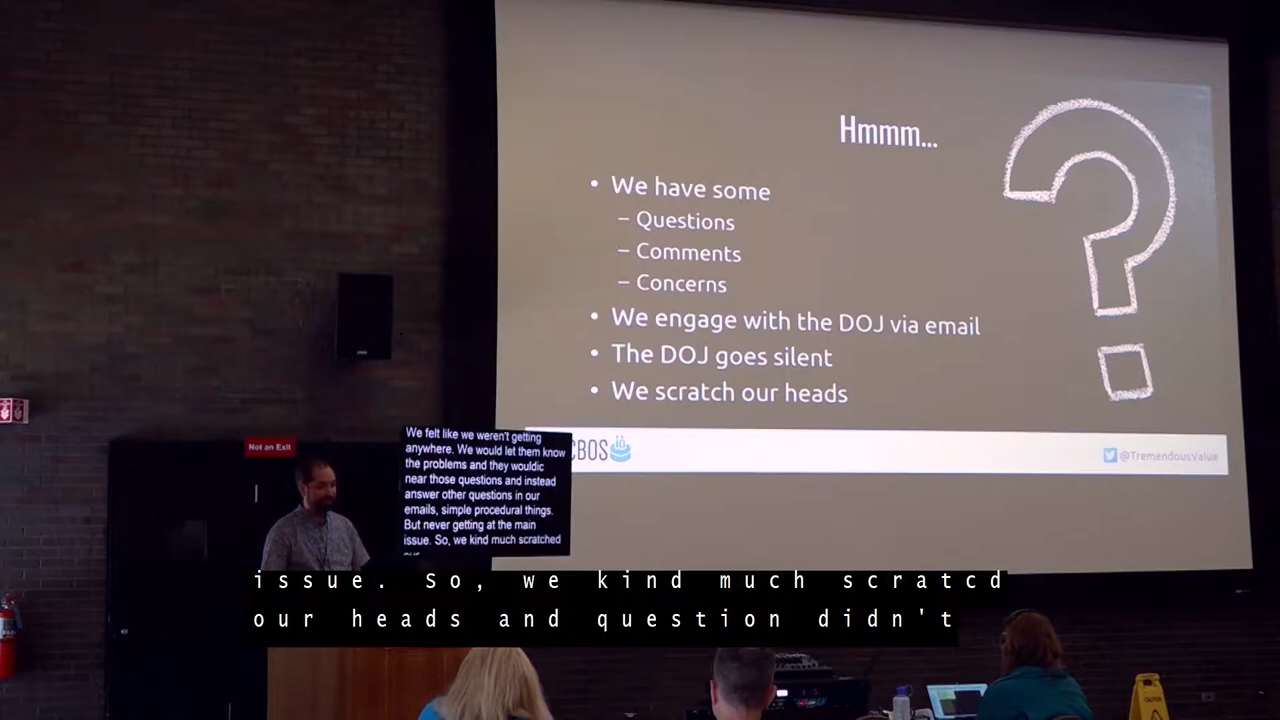 Hmmm...
• We have some
– Questions
– Comments
– Concerns
• We engage with the DOJ via email
• The DOJ goes silent
• We scratch our heads
CBOS
@TremendousValue
Not an Exit
We felt like we weren't getting
anywhere. We would let them know
the problems and they wouldic
near those questions and instead
answer other questions in our
emails, simple procedural things.
But never getting at the main
issue. So, we kind much scratched
our
issue. So, we kind much scratcd
our heads and question didn't
CAUTION